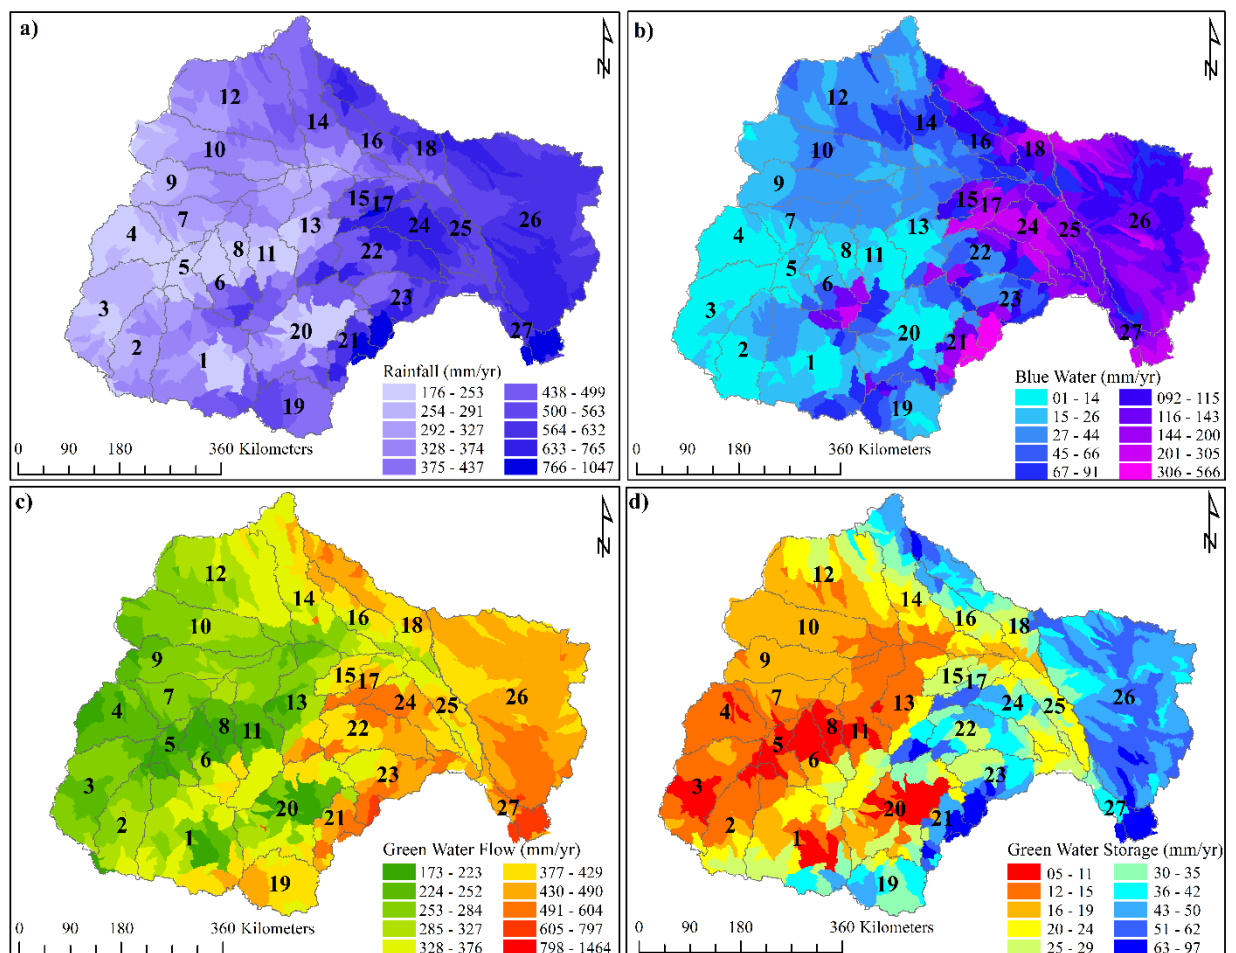 a)
N
12
14
10
16
18
9
15
17
7
13
24
25
26
4
8
11
22
5
6
3
23
20
2
1
21
27
19
Rainfall (mm/yr)
176 - 253
438 - 499
254 - 291
500 - 563
292 - 327
564 - 632
328 - 374
633 - 765
375 - 437
766 - 1047
0 90 180 360 Kilometers
b)
N
12
14
10
16
18
9
15
17
7
13
24
25
26
4
8
11
22
5
6
3
23
20
2
1
21
27
19
Blue Water (mm/yr)
01 - 14
092 - 115
15 - 26
116 - 143
27 - 44
144 - 200
45 - 66
201 - 305
67 - 91
306 - 566
0 90 180 360 Kilometers
c)
N
12
14
10
16
18
9
15
17
7
13
24
25
26
4
8
11
22
5
6
3
23
20
2
1
21
27
19
Green Water Flow (mm/yr)
173 - 223
377 - 429
224 - 252
430 - 490
253 - 284
491 - 604
285 - 327
605 - 797
328 - 376
798 - 1464
0 90 180 360 Kilometers
d)
N
12
14
10
16
18
9
15
17
7
13
24
25
26
4
8
11
22
5
6
3
23
20
2
1
21
27
19
Green Water Storage (mm/yr)
05 - 11
30 - 35
12 - 15
36 - 42
16 - 19
43 - 50
20 - 24
51 - 62
25 - 29
63 - 97
0 90 180 360 Kilometers